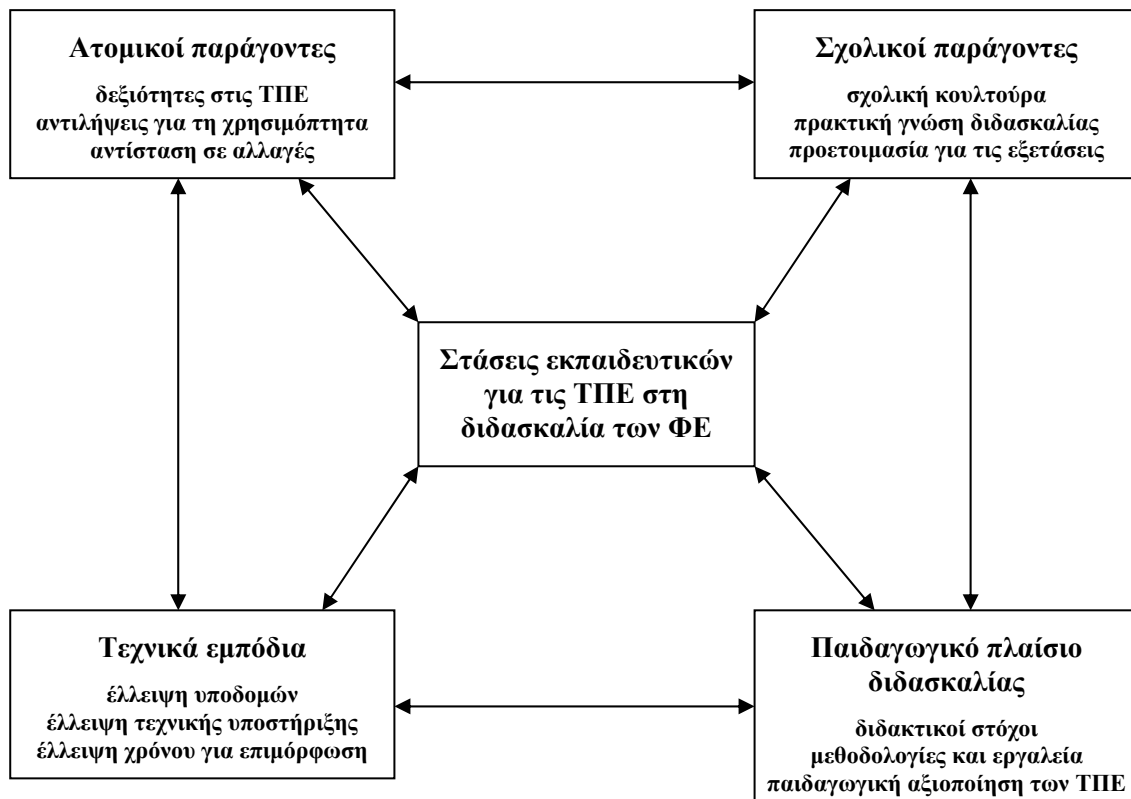 Ατομικοί παράγοντες
δεξιότητες στις ΤΠΕ
αντιλήψεις για τη χρησιμόπτητα
αντίσταση σε αλλαγές
Σχολικοί παράγοντες
σχολική κουλτούρα
πρακτική γνώση διδασκαλίας
προετοιμασία για τις εξετάσεις
Στάσεις εκπαιδευτικών
για τις ΤΠΕ στη
διδασκαλία των ΦΕ
Τεχνικά εμπόδια
έλλειψη υποδομών
έλλειψη τεχνικής υποστήριξης
έλλειψη χρόνου για επιμόρφωση
Παιδαγωγικό πλαίσιο
διδασκαλίας
διδακτικοί στόχοι
μεθοδολογίες και εργαλεία
παιδαγωγική αξιοποίηση των ΤΠΕ